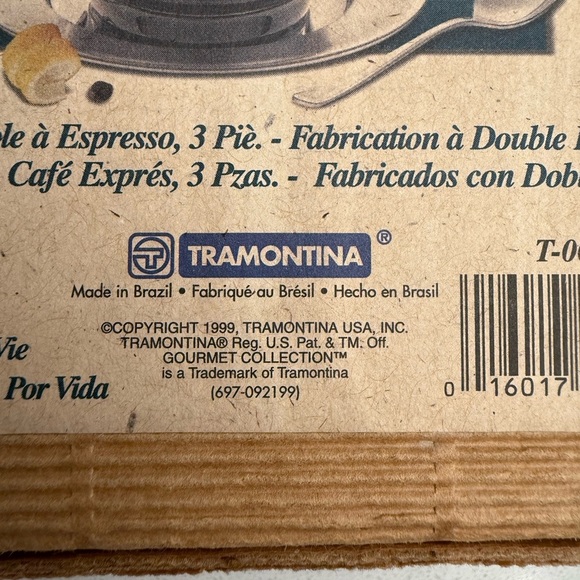 à Espresso, 3 Piè. - Fabrication à Double
Café Exprés, 3 Pzas. - Fabricados con
TRAMONTINA®
T-0
Made in Brazil • Fabriqué au Brésil • Hecho en Brasil
©COPYRIGHT 1999, TRAMONTINA USA, INC.
TRAMONTINA® Reg. U.S. Pat. & TM. Off.
GOURMET COLLECTION™
is a Trademark of Tramontina
(697-092199)
Vie
Por Vida
0 16017